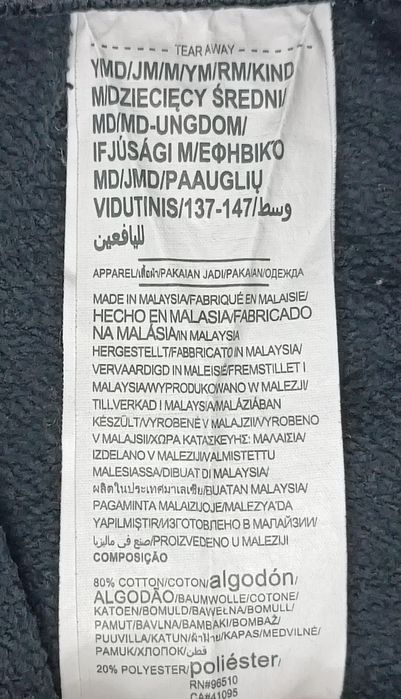 TEAR AWAY
YMD/JM/M/YM/RM/KIND
M/DZIECIĘCY ŚREDNI/
MD/MD-UNGDOM/
IFJÚSÁGI M/ΕΦΗΒΙΚΌ
MD/JMD/PAAUGLIŲ
VIDUTINIS/137-147/وسط
لليافعين
APPAREL/เสื้อผ้า/PAKAIAN JADI/PAKAIAN/ОДЕЖДА
MADE IN MALAYSIA/FABRIQUÉ EN MALAISIE/
HECHO EN MALASIA/FABRICADO
NA MALÁSIA/IN MALAYSIA
HERGESTELLT/FABBRICATO IN MALAYSIA/
VERVAARDIGD IN MALEISË/FREMSTILLET I
MALAYSIA/WYPRODUKOWANO W MALEZJI/
TILLVERKAD I MALAYSIA/MALÁZIÁBAN
KÉSZÜLT/VYROBENÉ V MALAJZII/VYROBENO
V MALAJSII/ΧΩΡΑ ΚΑΤΑΣΚΕΥΗΣ: ΜΑΛΑΙΣΙΑ/
IZDELANO V MALEZIJI/VALMISTETTU
MALESIASSA/DIBUAT DI MALAYSIA/
ผลิตในประเทศมาเลเซีย/BUATAN MALAYSIA/
PAGAMINTA MALAIZIJOJE/MALEZYA'DA
YAPILMIŞTIR/ИЗГОТОВЛЕНО В МАЛАЙЗИИ/
صنع في ماليزيا/PROIZVEDENO U MALEZIJI
COMPOSIÇÃO
80% COTTON/COTON/algodón/
ALGODÃO/BAUMWOLLE/COTONE/
KATOEN/BOMULD/BAWEŁNA/BOMULL/
PAMUT/BAVLNA/ΒΑΜΒΑΚΙ/BOMBAŽ/
PUUVILLA/KATUN/ผ้าฝ้าย/KAPAS/MEDVILNĖ/
PAMUK/ХЛОПОК/قطن
20% POLYESTER/poliéster/
RN#96510
CA#41095